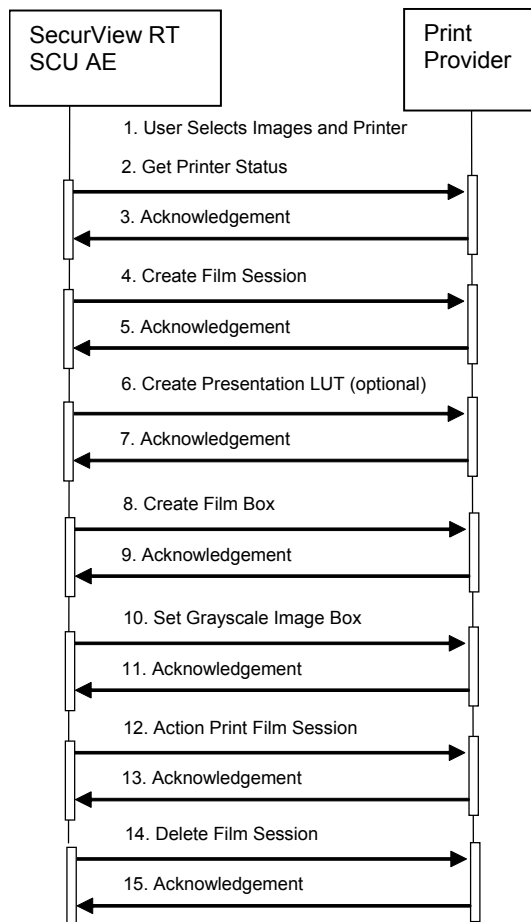 SecurView RT
SCU AE
Print
Provider
1. User Selects Images and Printer
2. Get Printer Status
3. Acknowledgement
4. Create Film Session
5. Acknowledgement
6. Create Presentation LUT (optional)
7. Acknowledgement
8. Create Film Box
9. Acknowledgement
10. Set Grayscale Image Box
11. Acknowledgement
12. Action Print Film Session
13. Acknowledgement
14. Delete Film Session
15. Acknowledgement